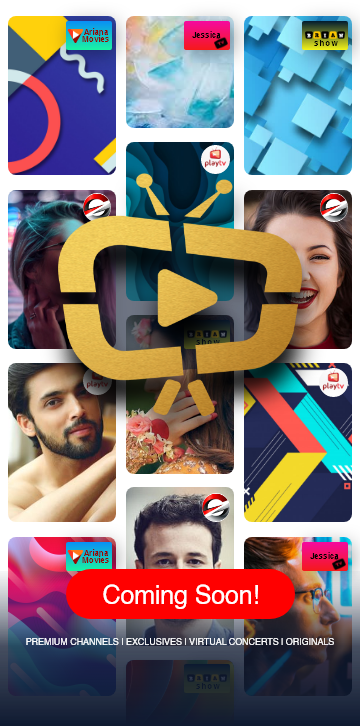 Ariana
Movies
Jessica
BRIAN
show
playtv
playtv
show
Ariana
Movies
Jessica
Coming Soon!
PREMIUM CHANNELS | EXCLUSIVES | VIRTUAL CONCERTS | ORIGINALS
show